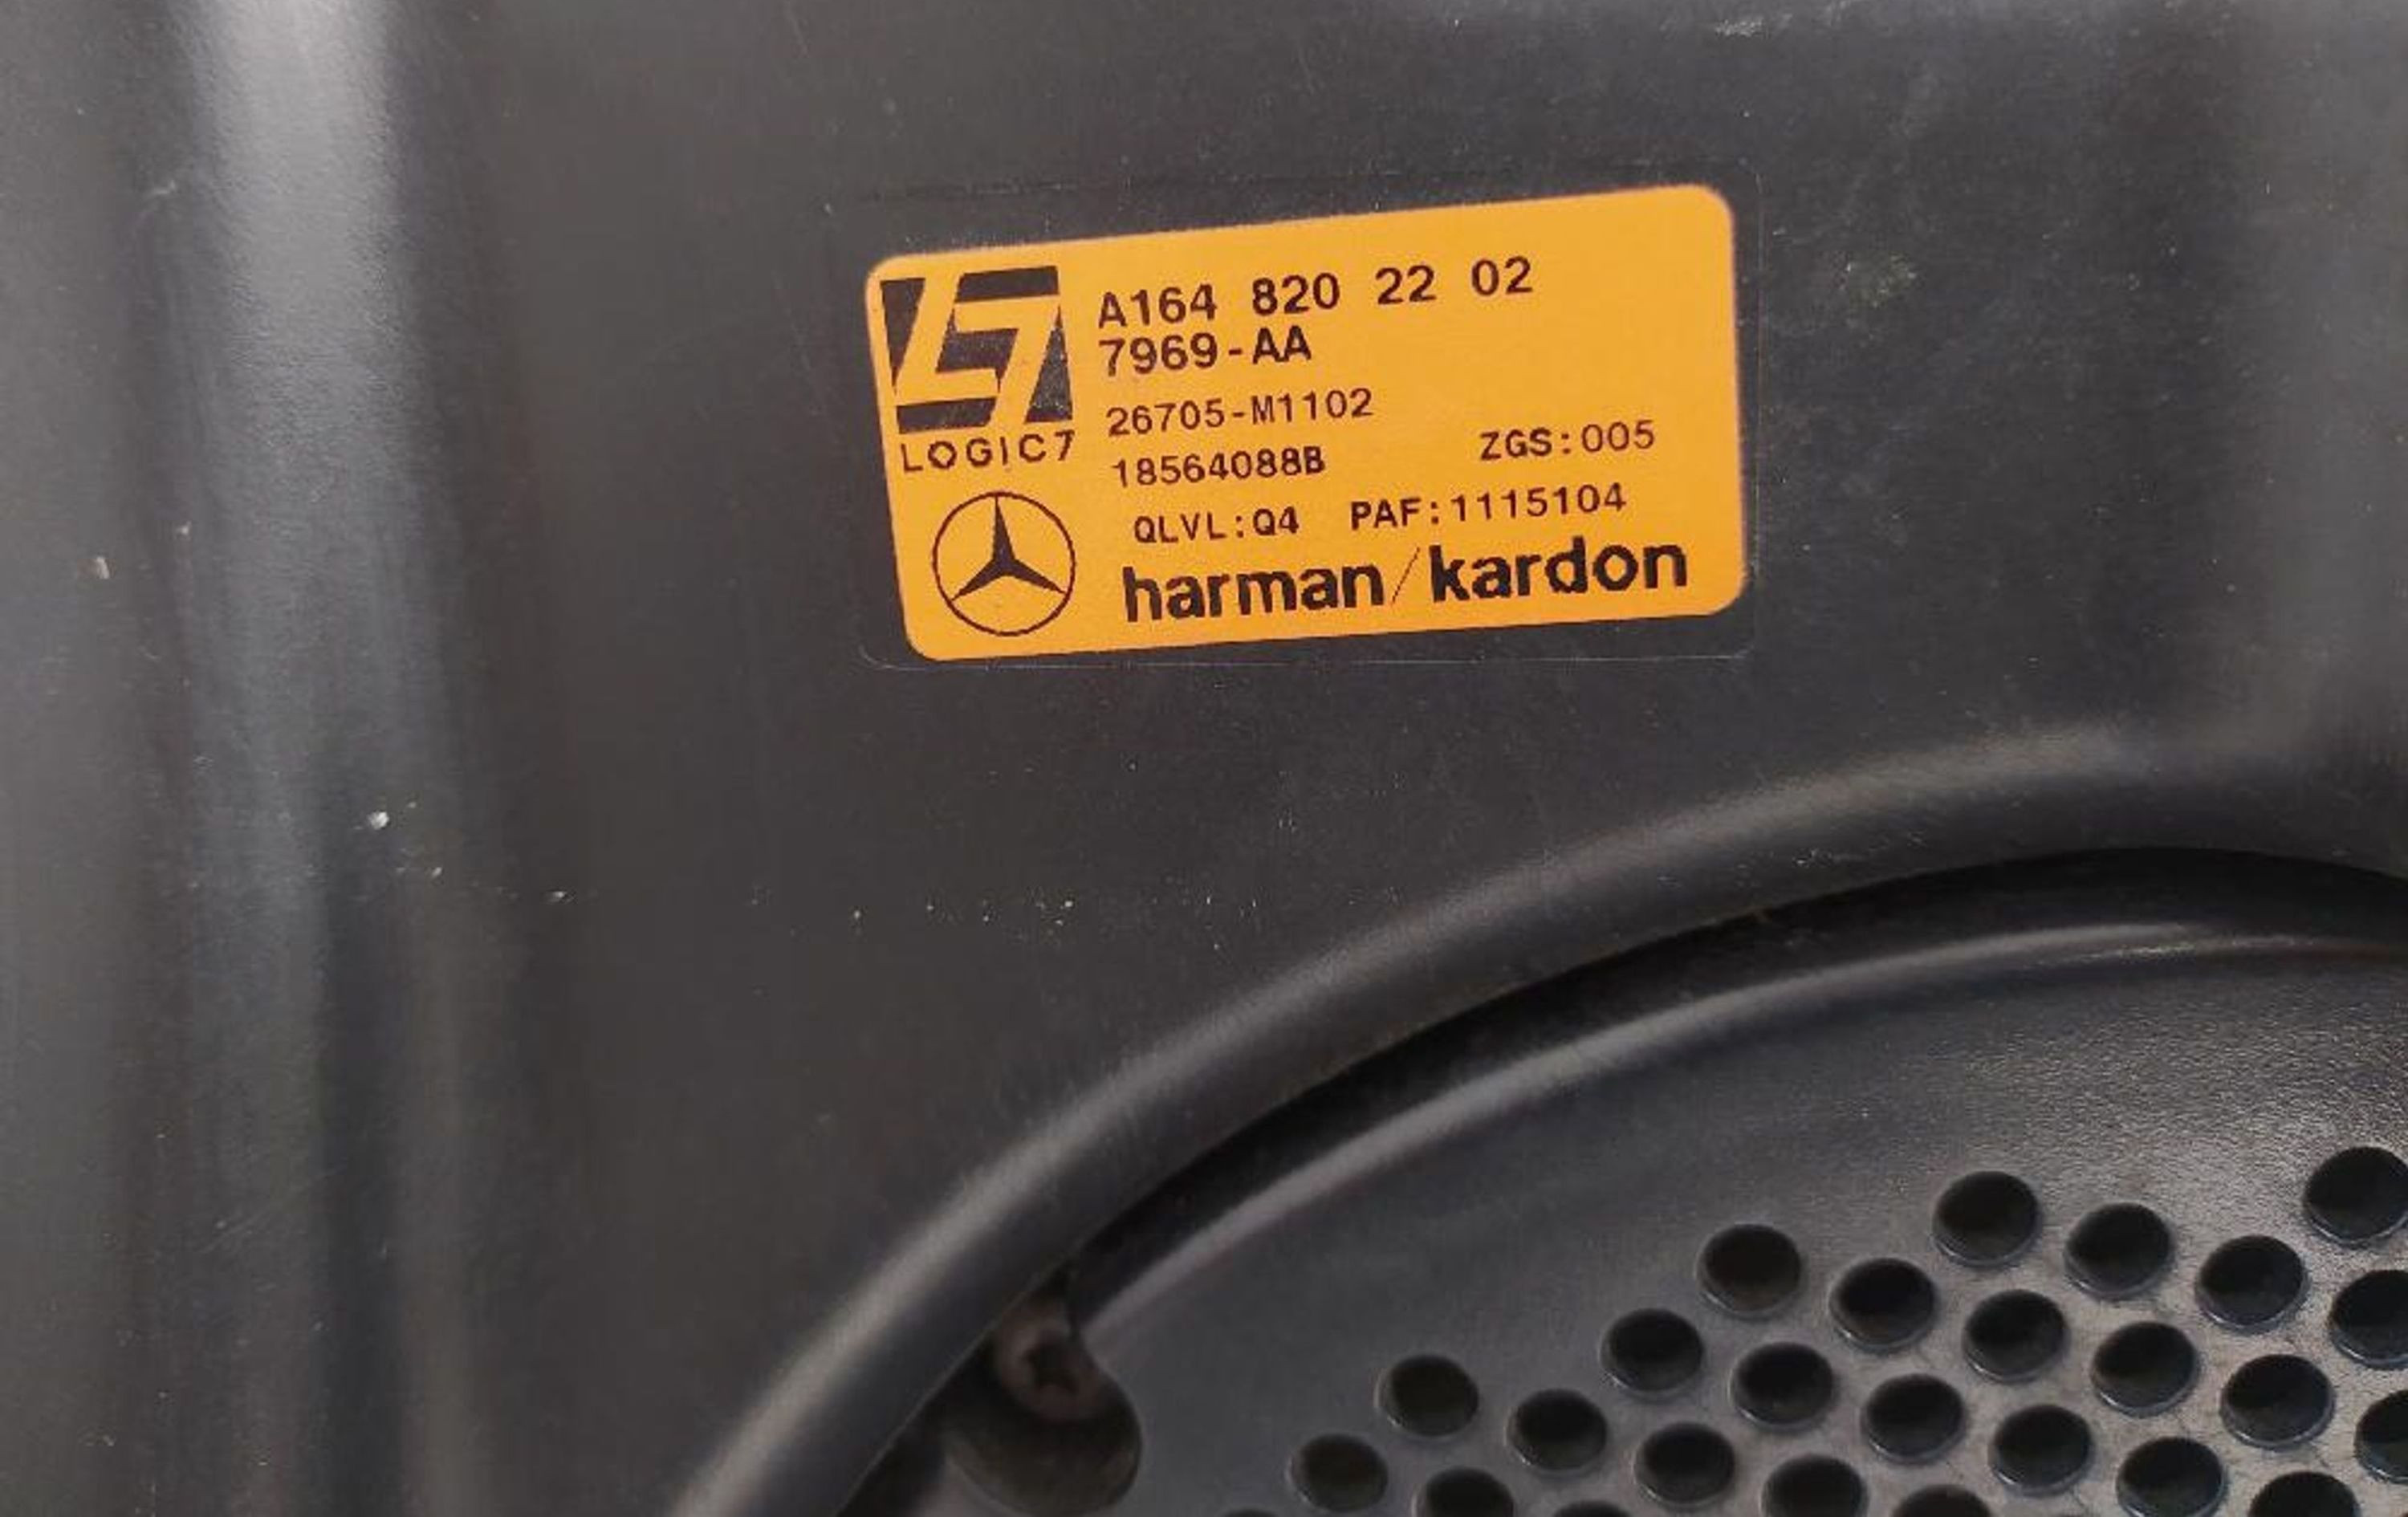 A164 820 22 02
7969-AA
26705-M1102
18564088B ZGS:005
LOGIC7
QLVL:Q4 PAF:1115104
harman/kardon